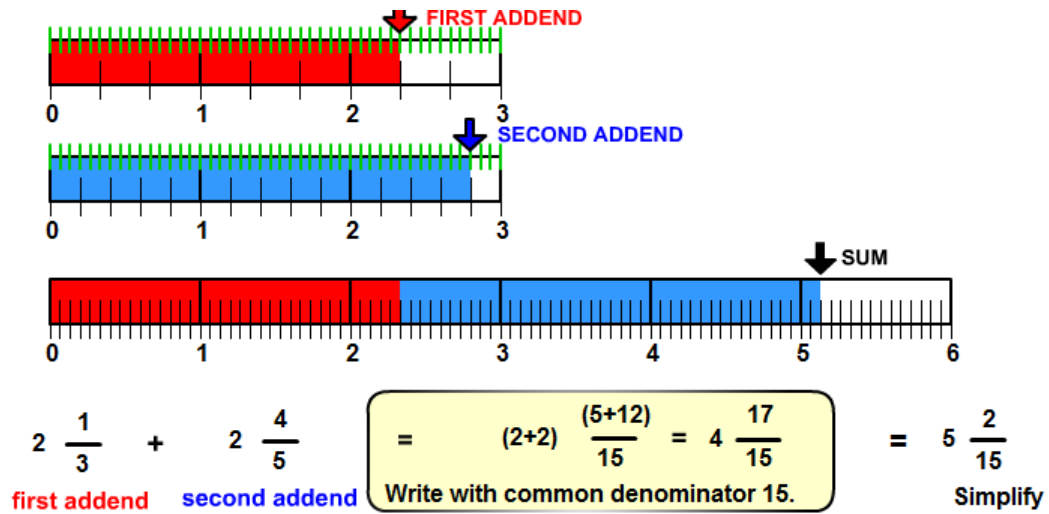 FIRST ADDEND
0 1 2 3
SECOND ADDEND
0 1 2 3
SUM
0 1 2 3 4 5 6
2 1/3 + 2 4/5 = (2+2) (5+12)/15 = 4 17/15 = 5 2/15
first addend second addend Write with common denominator 15. Simplify